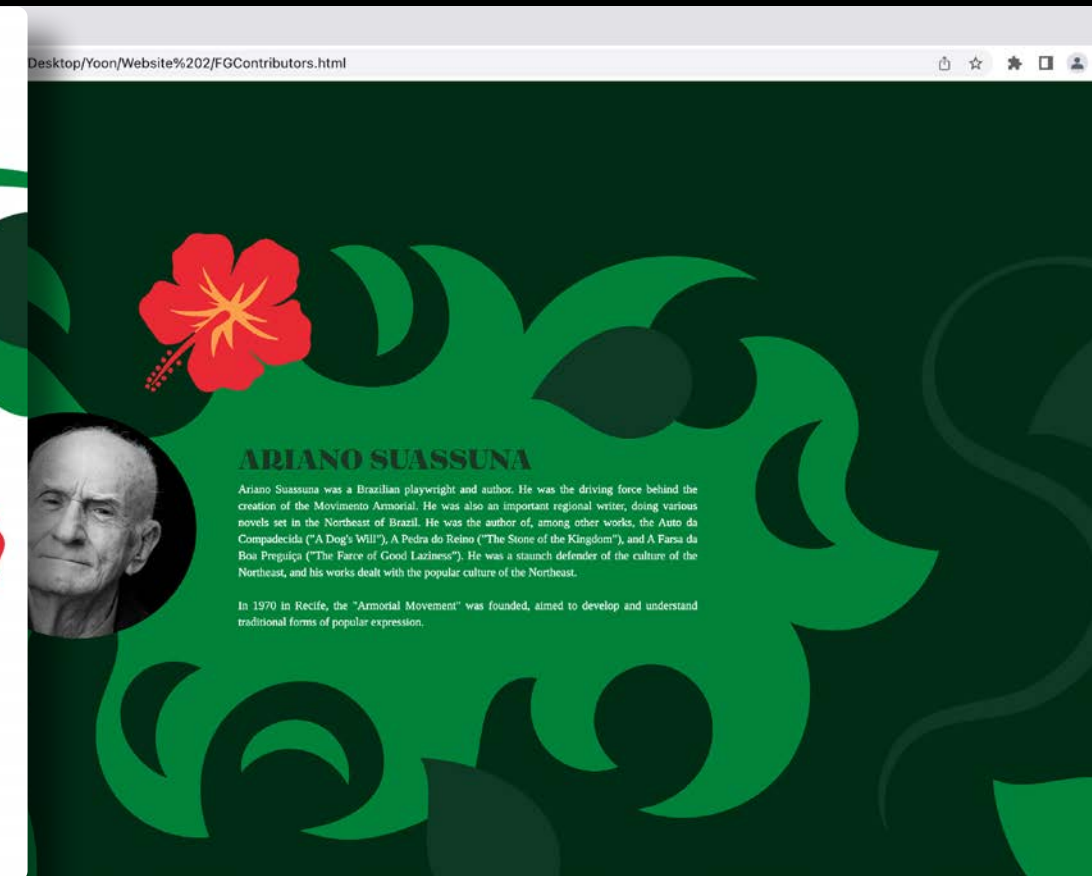 Desktop/Yoon/Website%202/FGContributors.html
ARIANO SUASSUNA
Ariano Suassuna was a Brazilian playwright and author. He was the driving force behind the
creation of the Movimento Armorial. He was also an important regional writer, doing various
novels set in the Northeast of Brazil. He was the author of, among other works, the Auto da
Compadecida ("A Dog's Will"), A Pedra do Reino ("The Stone of the Kingdom"), and A Farsa da
Boa Preguiça ("The Farce of Good Laziness"). He was a staunch defender of the culture of the
Northeast, and his works dealt with the popular culture of the Northeast.
In 1970 in Recife, the "Armorial Movement" was founded, aimed to develop and understand
traditional forms of popular expression.